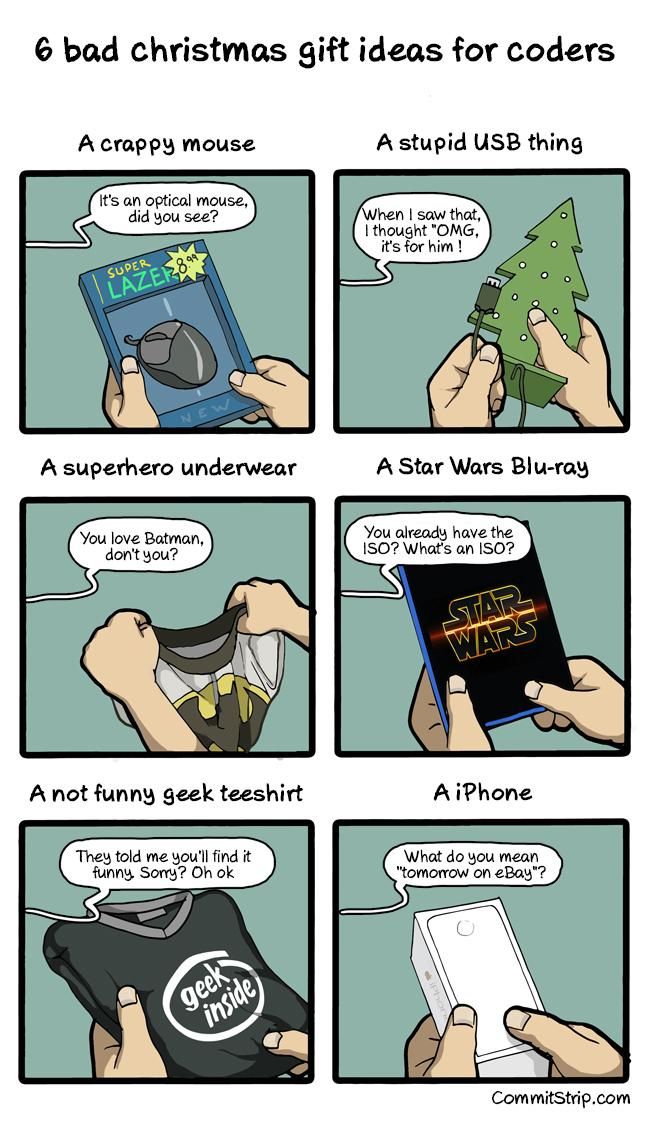 6 bad christmas gift ideas for coders
A crappy mouse
It's an optical mouse,
did you see?
SUPER
LAZER
8.99
NEW
A stupid USB thing
When I saw that,
I thought "OMG,
it's for him !
A superhero underwear
You love Batman,
don't you?
A Star Wars Blu-ray
You already have the
ISO? What's an ISO?
STAR
WARS
A not funny geek teeshirt
They told me you'll find it
funny. Sorry? Oh ok
geek
inside
A iPhone
What do you mean
"tomorrow on eBay"?
CommitStrip.com